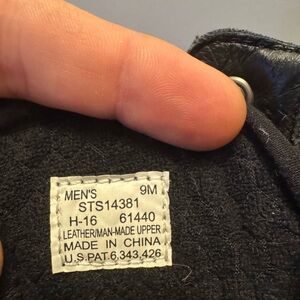 MEN'S 9M
STS14381
H-16 61440
LEATHER/MAN-MADE UPPER
MADE IN CHINA
U.S.PAT.6,343,426